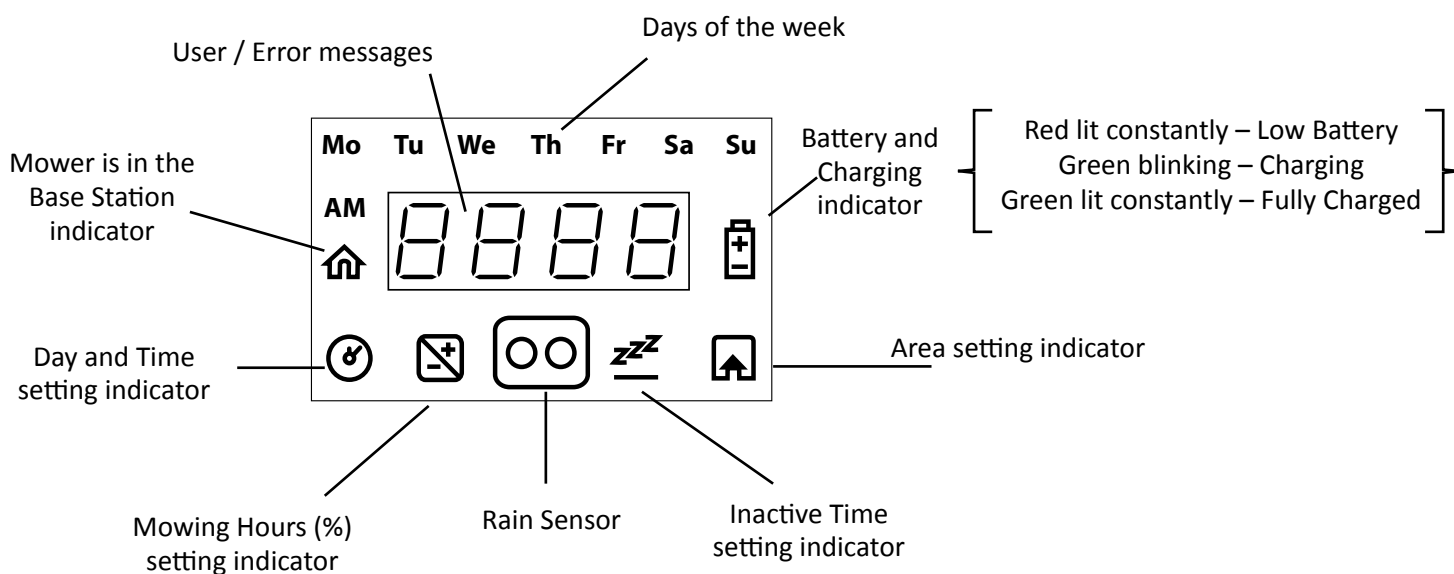 Days of the week
User / Error messages
Mo Tu We Th Fr Sa Su
Battery and
Charging
indicator
Red lit constantly – Low Battery
Green blinking – Charging
Green lit constantly – Fully Charged
Mower is in the
Base Station
indicator
AM
8888
+
–
zzz
+
–
Day and Time
setting indicator
Area setting indicator
Mowing Hours (%)
setting indicator
Rain Sensor
Inactive Time
setting indicator